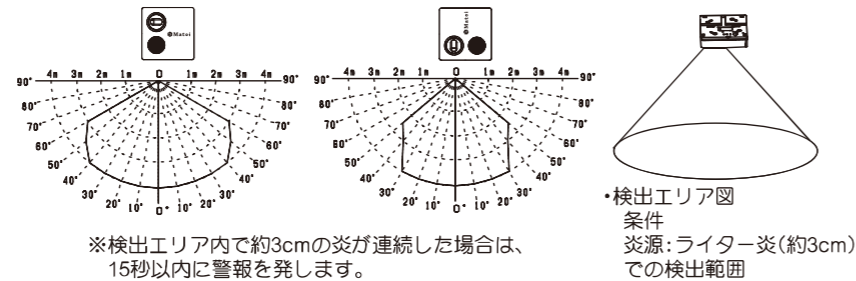 Matei
Matei
4m 3m 2m 1m 0 1m 2m 3m 4m
90° 90°
80° 80°
70° 70°
60° 60°
50° 50°
40° 40°
30° 30°
20° 10° 0° 10° 20°
4m 3m 2m 1m 0 1m 2m 3m 4m
90° 90°
80° 80°
70° 70°
60° 60°
50° 50°
40° 40°
30° 30°
20° 10° 0° 10° 20°
・検出エリア図
条件
炎源:ライター炎(約3cm)
での検出範囲
※検出エリア内で約3cmの炎が連続した場合は、
15秒以内に警報を発します。